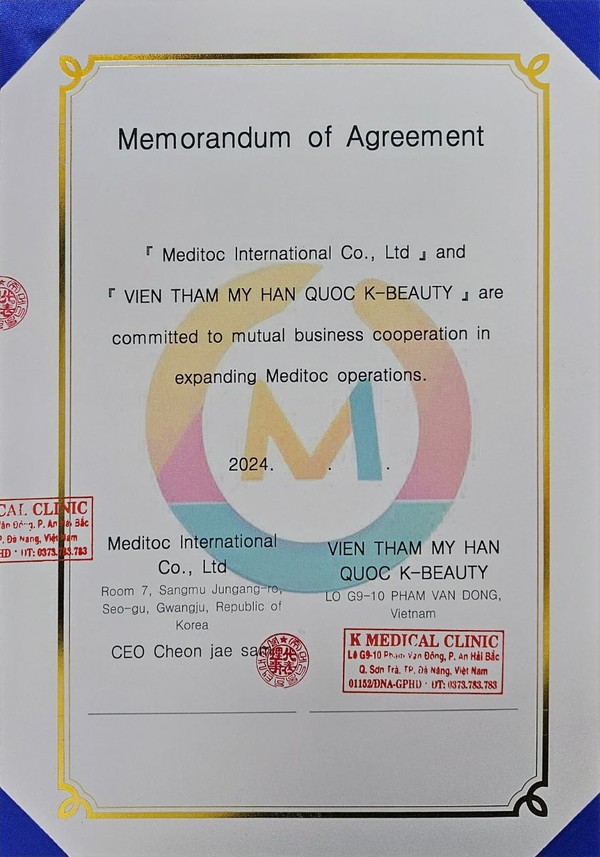 Memorandum of Agreement
『 Meditoc International Co., Ltd 』 and
『 VIEN THAM MY HAN QUOC K-BEAUTY 』 are
committed to mutual business cooperation in
expanding Meditoc operations.
2024. . .
Meditoc International
Co., Ltd
Room 7, Sangmu Jungang-ro,
Seo-gu, Gwangju, Republic of
Korea
CEO Cheon jae sam
VIEN THAM MY HAN
QUOC K-BEAUTY
LO G9-10 PHAM VAN DONG,
Vietnam
K MEDICAL CLINIC
Lô G9-10 Phạm Văn Đồng, P. An Hải Bắc
Q. Sơn Trà, TP. Đà Nẵng, Việt Nam
01152/ĐNA-GPHĐ · ĐT: 0373.783.783
CAL CLINIC
Văn Đồng, P. An Hải Bắc
P. Đà Nẵng, Việt Nam
HĐ · ĐT: 0373.783.783